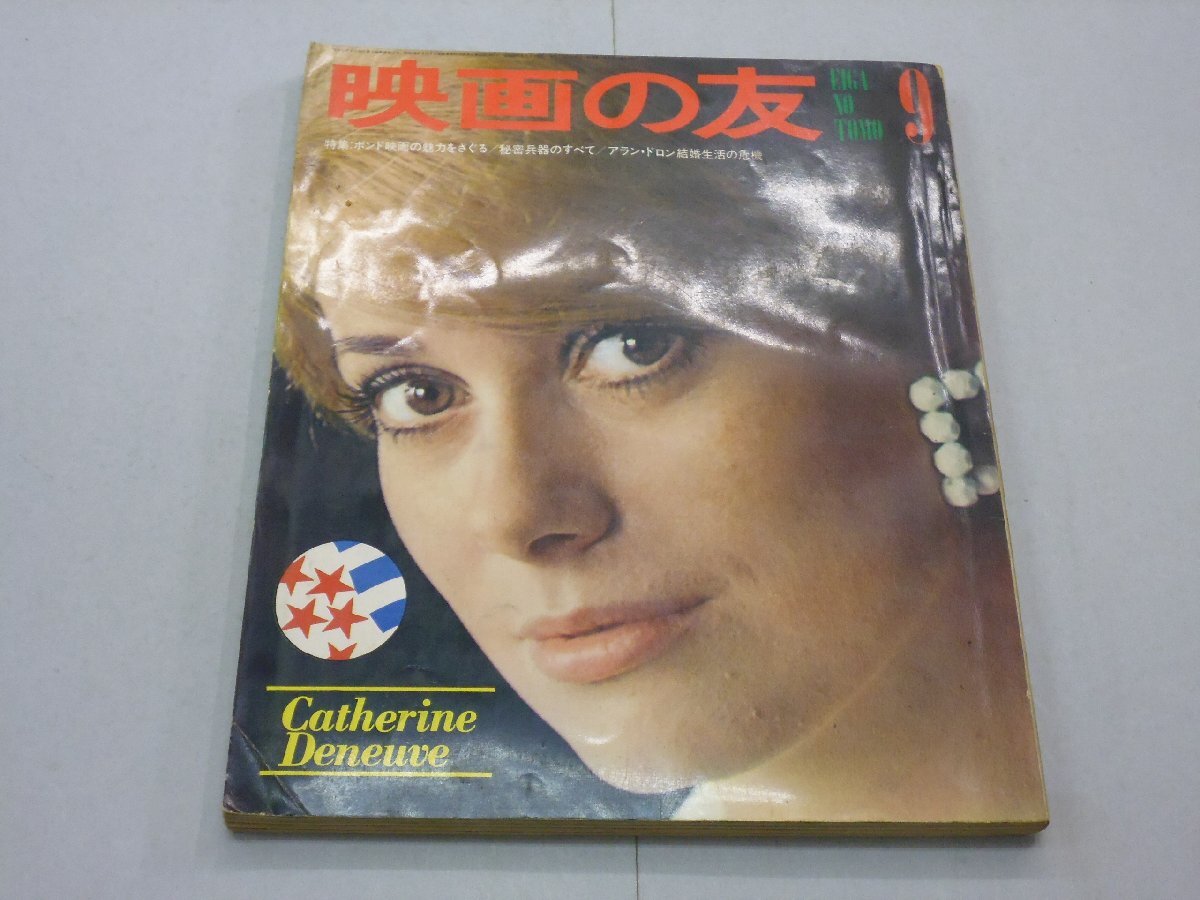 映画の友
EIGA
NO
TOMO
9
特集:ボンド映画の魅力をさぐる/秘密兵器のすべて/アラン・ドロン結婚生活の危機
Catherine
Deneuve